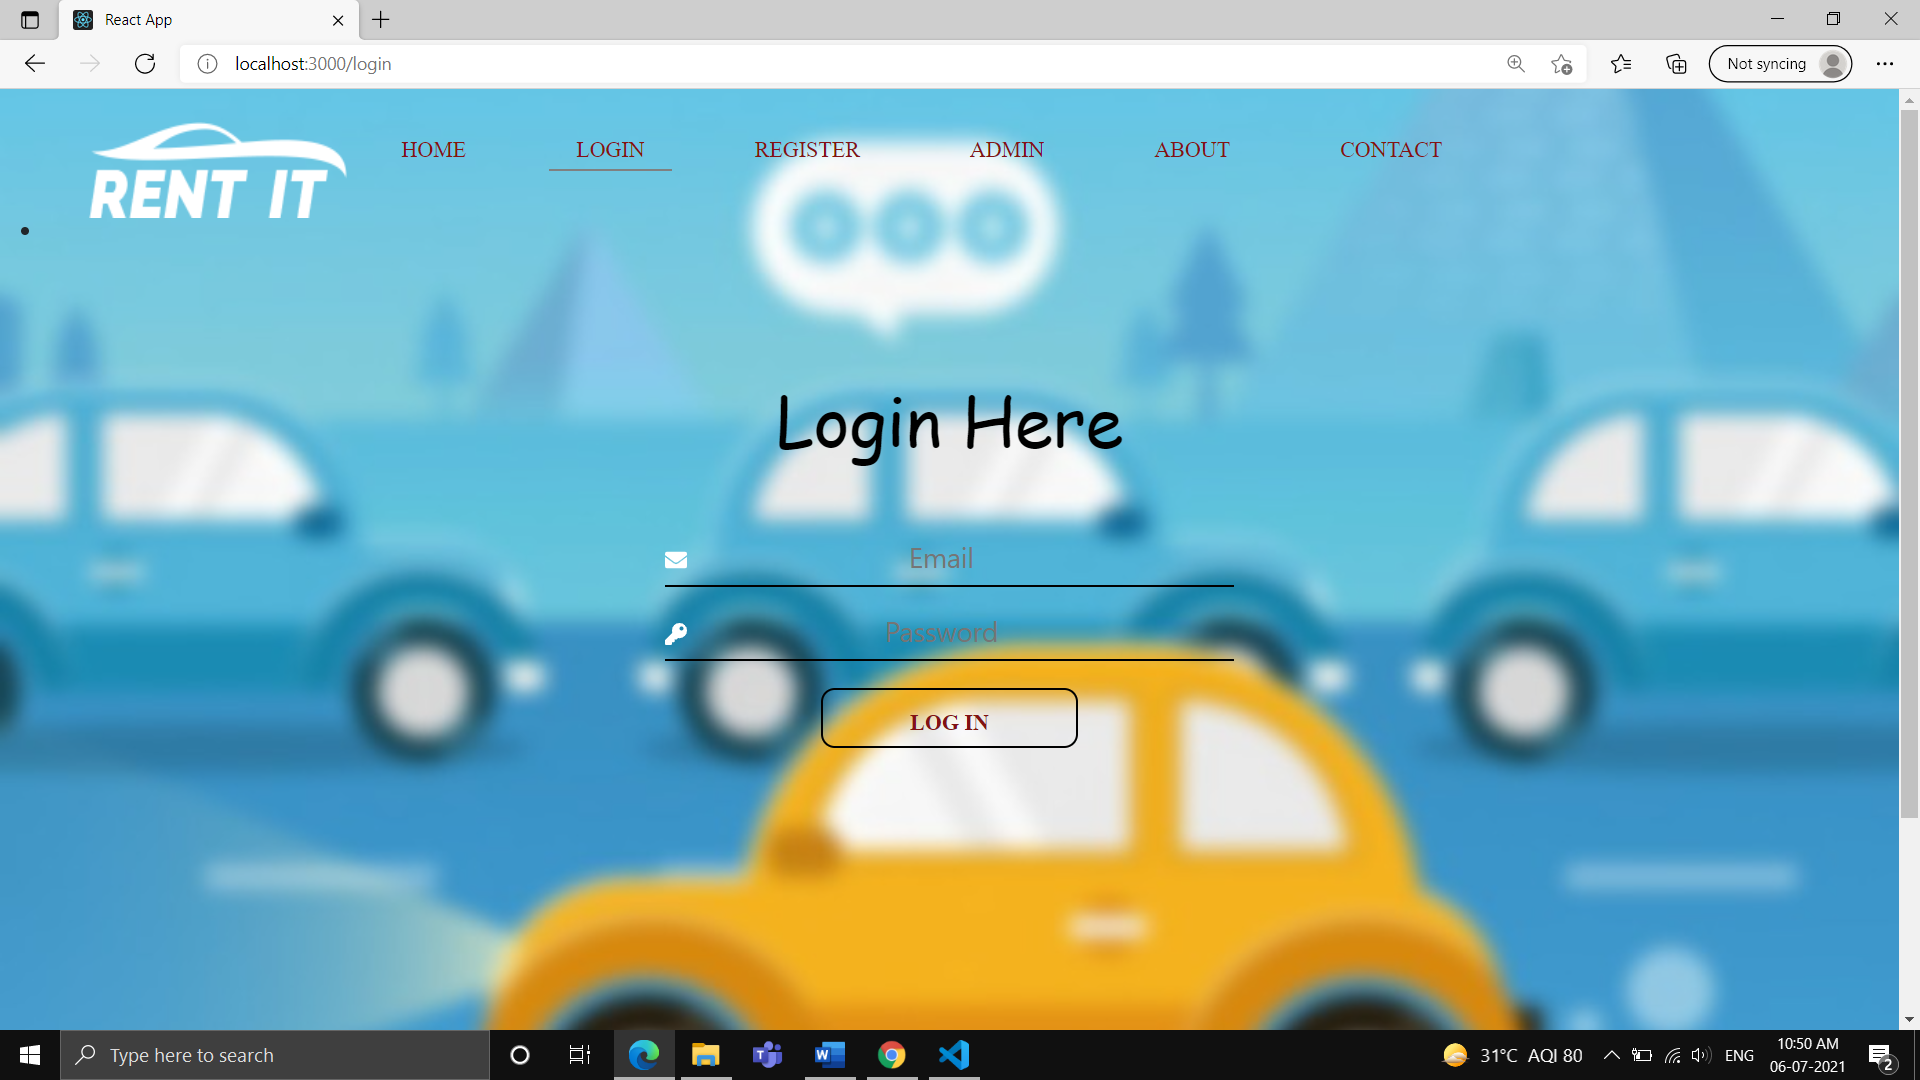 React App
localhost:3000/login
Not syncing
RENT IT
HOME LOGIN REGISTER ADMIN ABOUT CONTACT
Login Here
Email
Password
LOG IN
Type here to search
31°C AQI 80
ENG
10:50 AM
06-07-2021
2